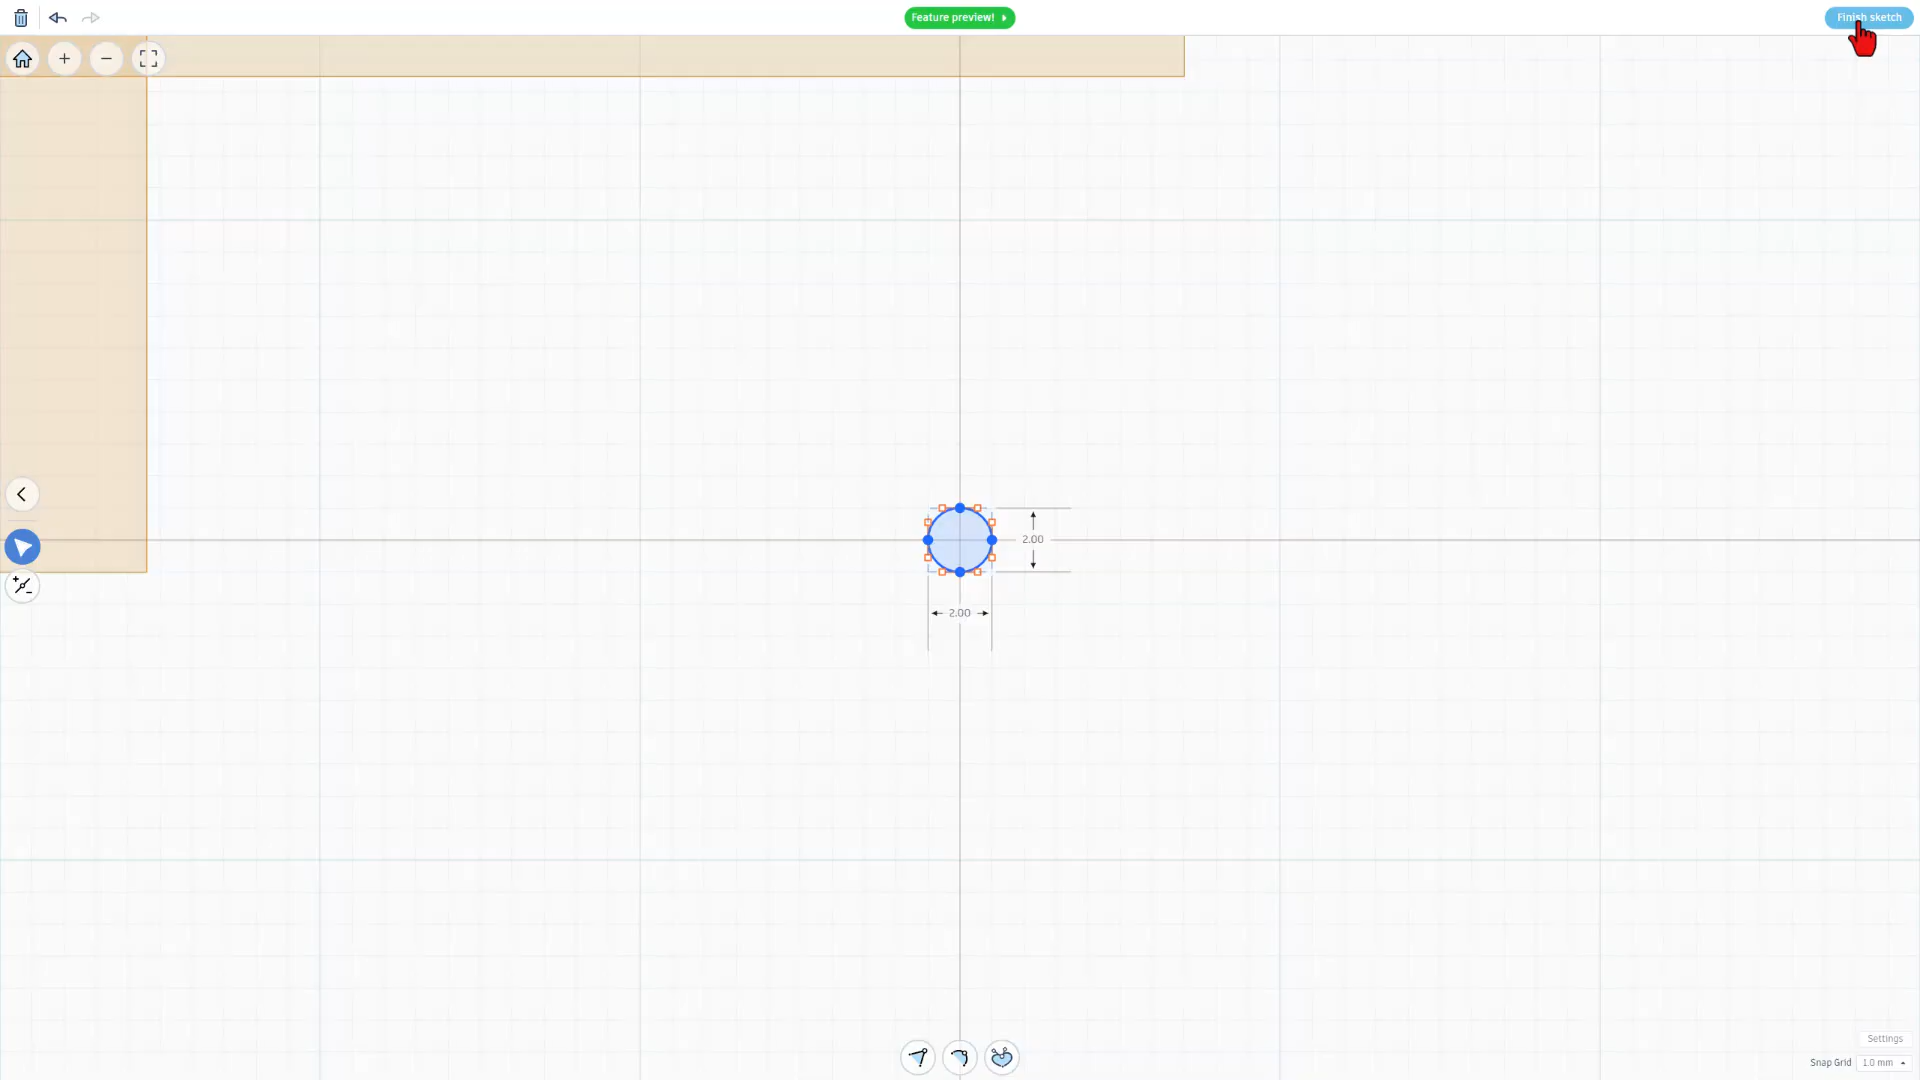 Feature preview!
Finish sketch
2.00
2.00
Settings
Snap Grid 1.0 mm